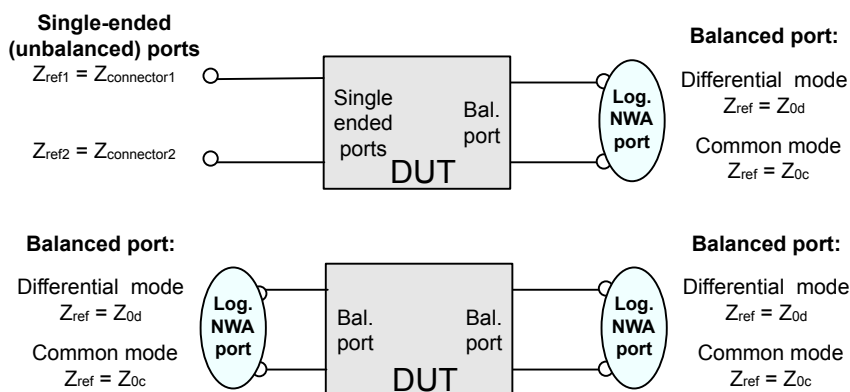 Single-ended
(unbalanced) ports
Zref1 = Zconnector1
Zref2 = Zconnector2
Single
ended
ports
Bal.
port
DUT
Log.
NWA
port
Balanced port:
Differential mode
Zref = Z0d
Common mode
Zref = Z0c
Balanced port:
Differential mode
Zref = Z0d
Common mode
Zref = Z0c
Log.
NWA
port
Bal.
port
Bal.
port
DUT
Log.
NWA
port
Balanced port:
Differential mode
Zref = Z0d
Common mode
Zref = Z0c